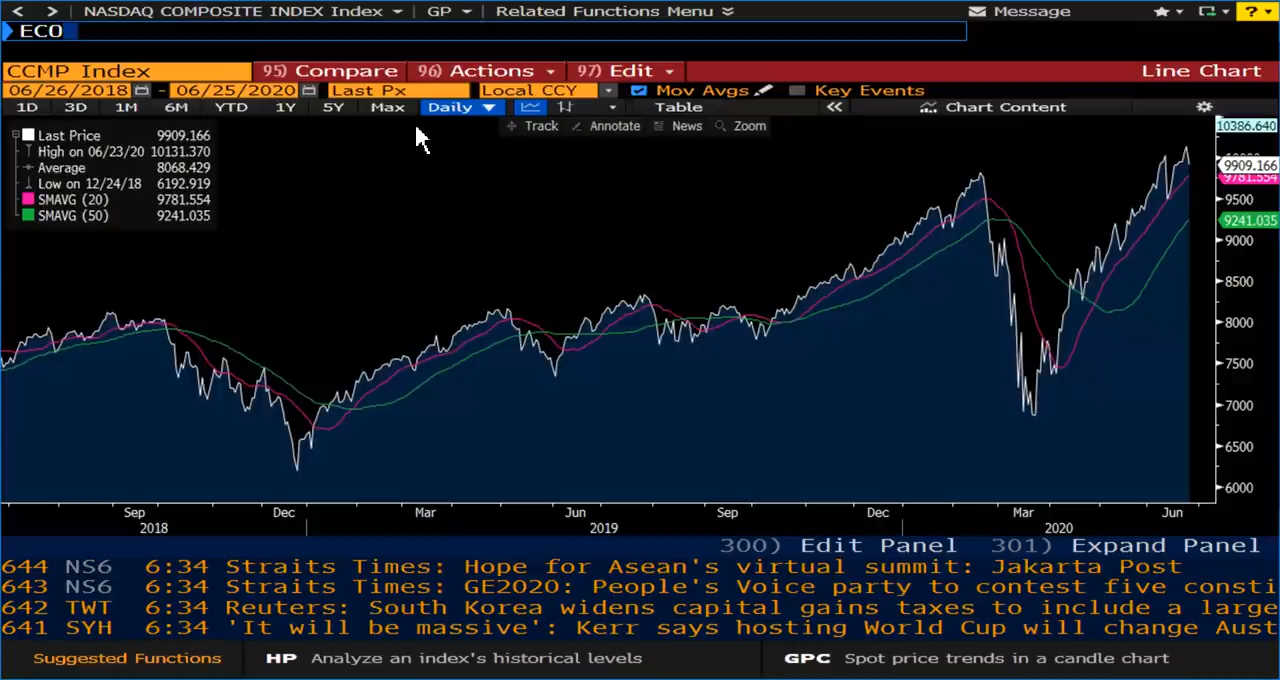 < > NASDAQ COMPOSITE INDEX Index GP Related Functions Menu Message ?
ECO
CCMP Index 95) Compare 96) Actions 97) Edit Line Chart
06/26/2018 - 06/25/2020 Last Px Local CCY Mov Avgs Key Events
1D 3D 1M 6M YTD 1Y 5Y Max Daily Table Chart Content
Track Annotate News Zoom
Last Price 9909.166
High on 06/23/20 10131.370
Average 8068.429
Low on 12/24/18 6192.919
SMAVG (20) 9781.554
SMAVG (50) 9241.035
10386.640
9909.166
9781.554
9500
9241.035
9000
8500
8000
7500
7000
6500
6000
Sep Dec Mar Jun Sep Dec Mar Jun
2018 2019 2020
300) Edit Panel 301) Expand Panel
644 NS6 6:34 Straits Times: Hope for Asean's virtual summit: Jakarta Post
643 NS6 6:34 Straits Times: GE2020: People's Voice party to contest five consti
642 TWT 6:34 Reuters: South Korea widens capital gains taxes to include a large
641 SYH 6:34 'It will be massive': Kerr says hosting World Cup will change Aust
Suggested Functions HP Analyze an index's historical levels GPC Spot price trends in a candle chart